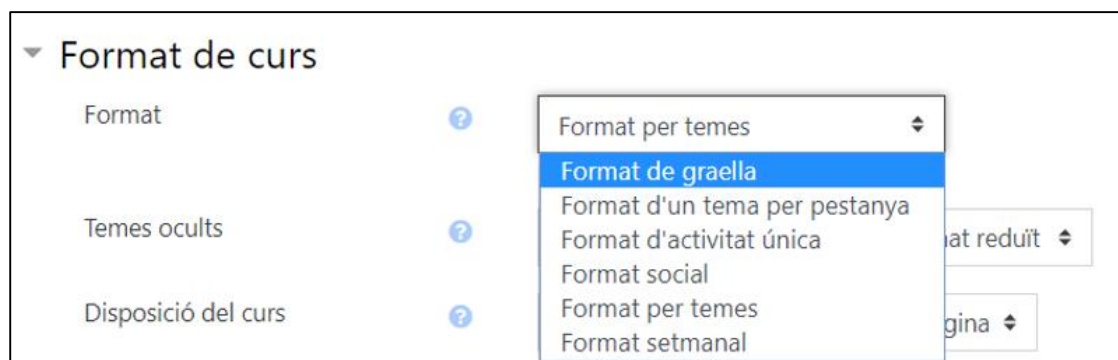 Format de curs
Format
Format per temes
Format de graella
Format d'un tema per pestanya
Temes ocults
Format d'activitat única
at reduït
Format social
Disposició del curs
Format per temes
gina
Format setmanal